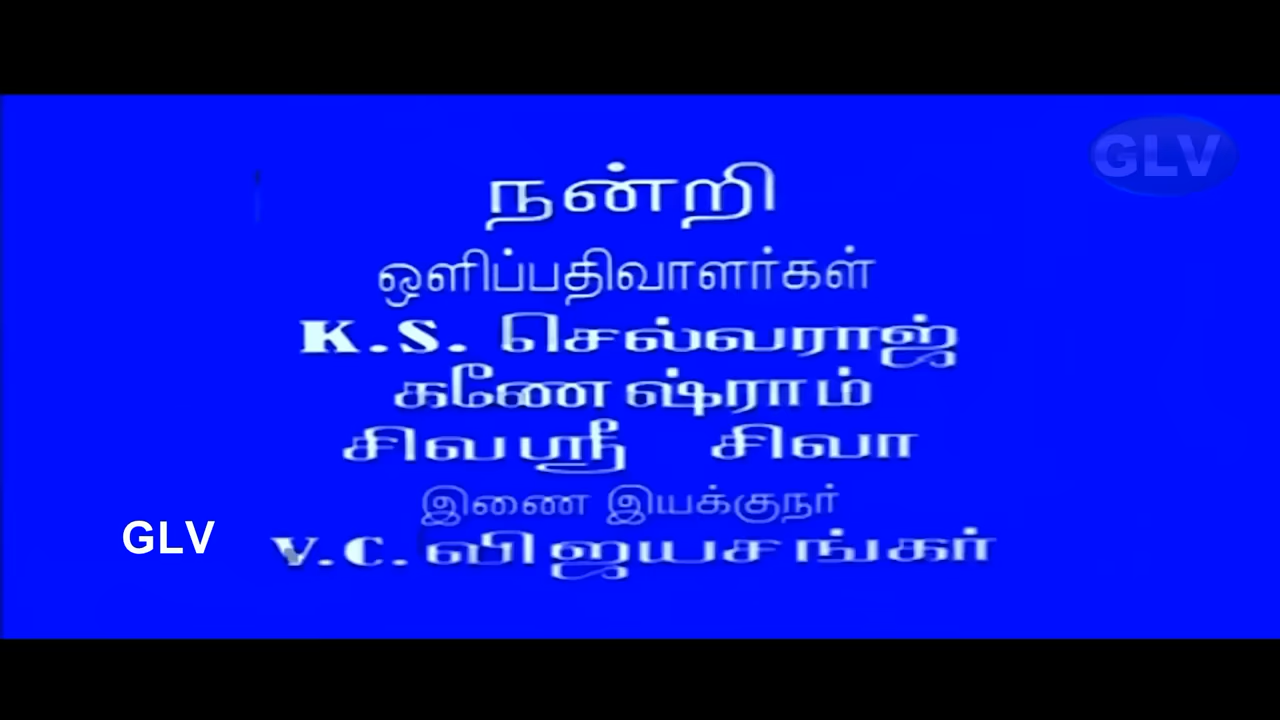 GLV
நன்றி
ஒளிப்பதிவாளர்கள்
K.S. செல்வராஜ்
கணேஷ்ராம்
சிவஸ்ரீ சிவா
இணை இயக்குநர்
GLV
V.C. விஜயசங்கர்